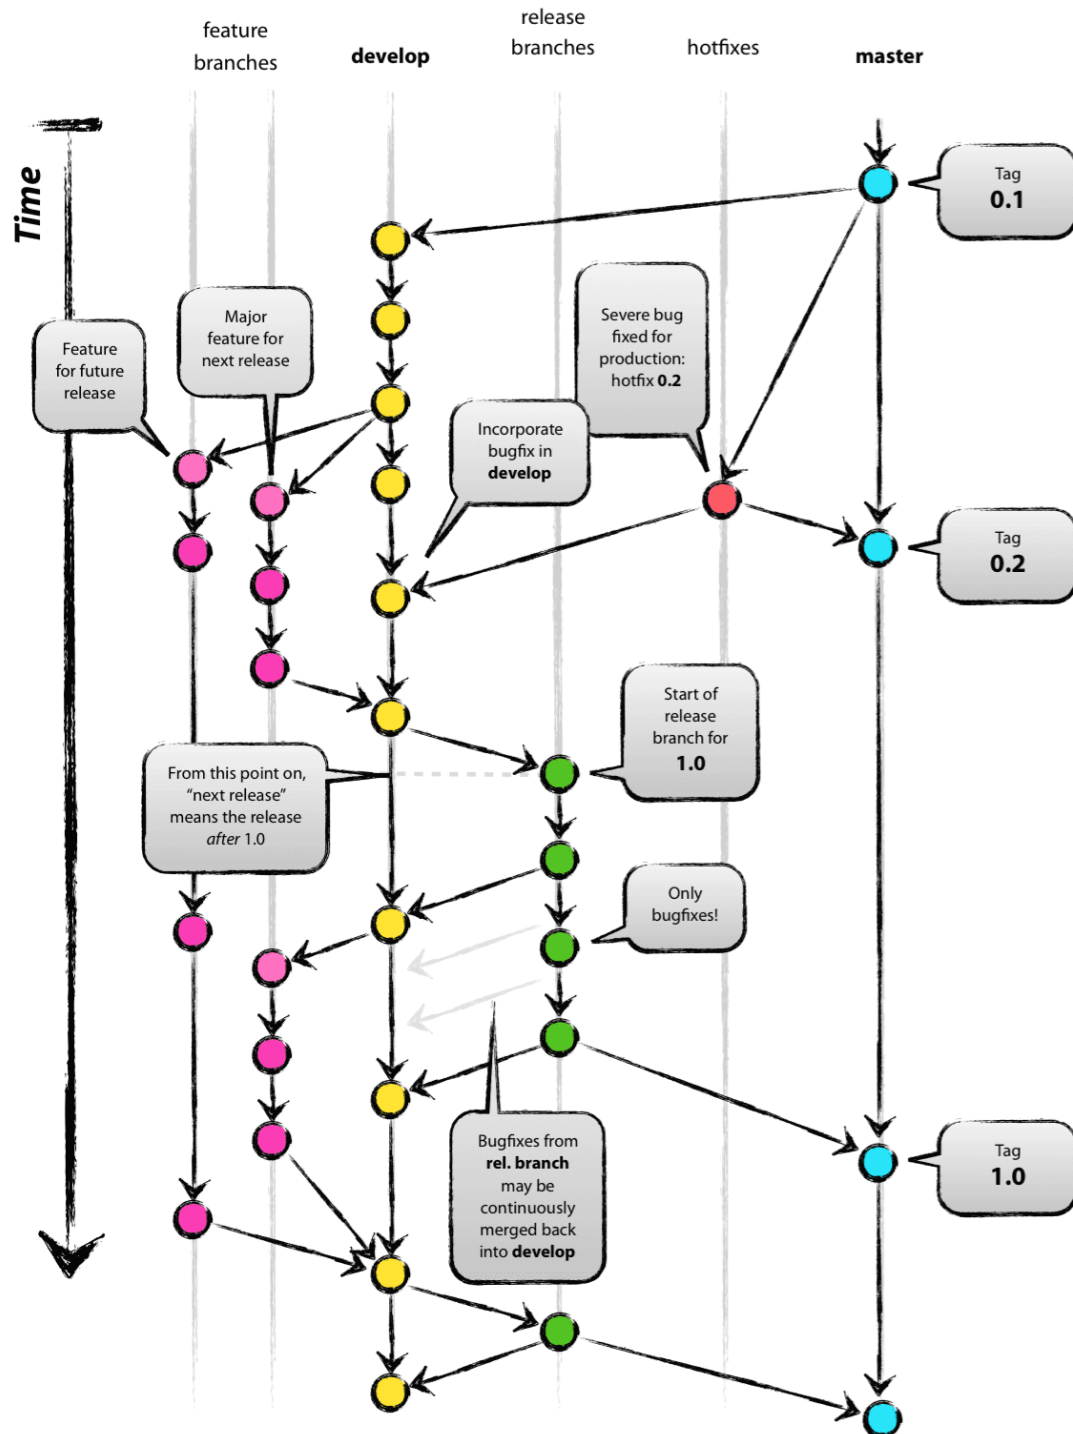 feature
branches
develop
release
branches
hotfixes
master
Time
Tag
0.1
Major
feature for
next release
Severe bug
fixed for
production:
hotfix 0.2
Feature
for future
release
Incorporate
bugfix in
develop
Tag
0.2
Start of
release
branch for
1.0
From this point on,
“next release”
means the release
after 1.0
Only
bugfixes!
Bugfixes from
rel. branch
may be
continuously
merged back
into develop
Tag
1.0